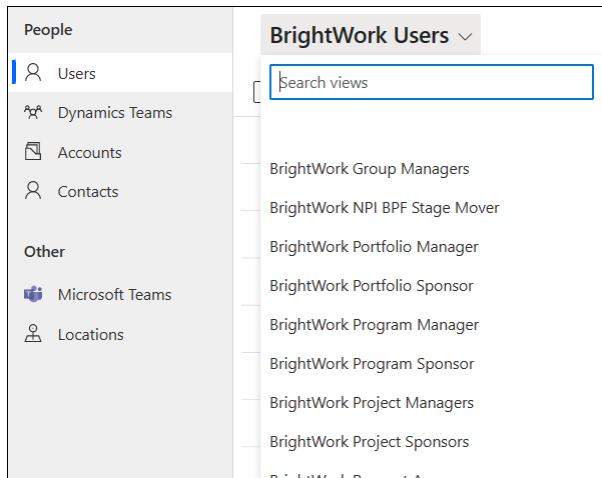 People
Users
Dynamics Teams
Accounts
Contacts
Other
Microsoft Teams
Locations
BrightWork Users
Search views
BrightWork Group Managers
BrightWork NPI BPF Stage Mover
BrightWork Portfolio Manager
BrightWork Portfolio Sponsor
BrightWork Program Manager
BrightWork Program Sponsor
BrightWork Project Managers
BrightWork Project Sponsors